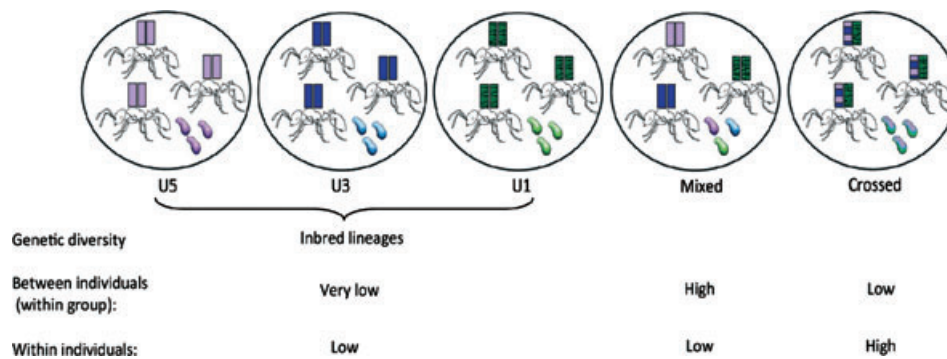 U5 U3 U1 Mixed Crossed
Genetic diversity Inbred lineages
Between individuals
(within group): Very low High Low
Within individuals: Low Low High